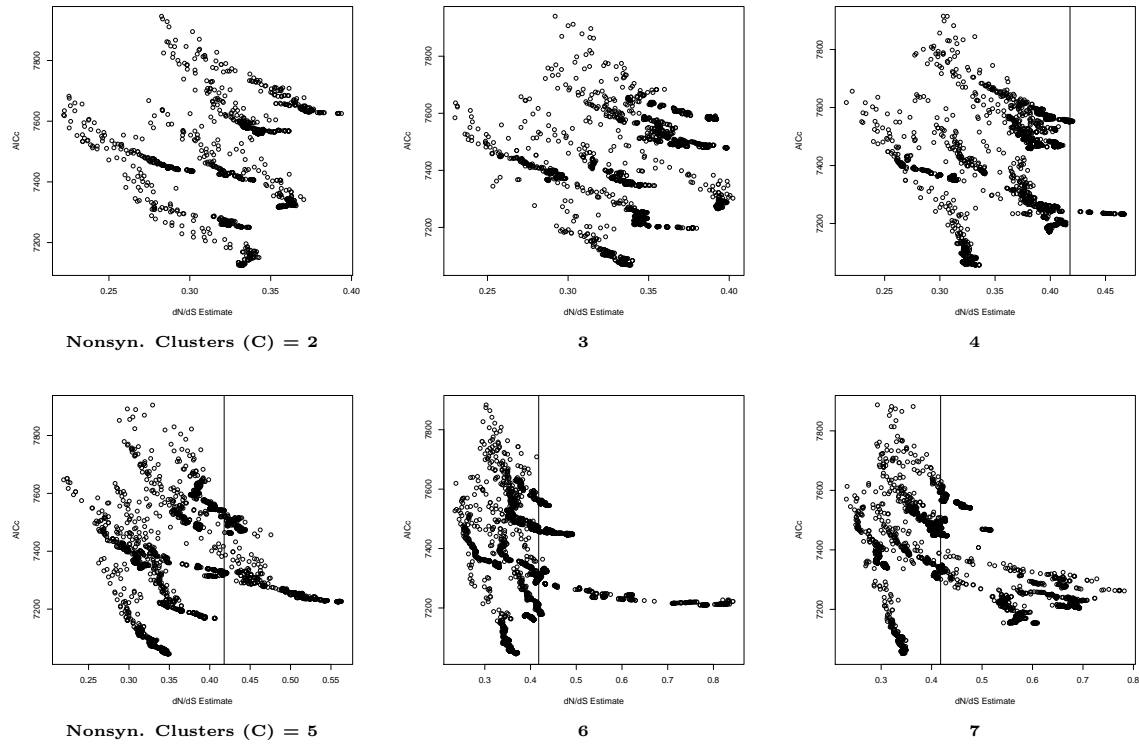 7200 7400 7600 7800
AICc
0.25 0.30 0.35 0.40
dN/dS Estimate
Nonsyn. Clusters (C) = 2
7200 7400 7600 7800
AICc
0.25 0.30 0.35 0.40
dN/dS Estimate
3
7200 7400 7600 7800
AICc
0.25 0.30 0.35 0.40 0.45
dN/dS Estimate
4
7200 7400 7600 7800
AICc
0.25 0.30 0.35 0.40 0.45 0.50 0.55
dN/dS Estimate
Nonsyn. Clusters (C) = 5
7200 7400 7600 7800
AICc
0.3 0.4 0.5 0.6 0.7 0.8
dN/dS Estimate
6
7200 7400 7600 7800
AICc
0.3 0.4 0.5 0.6 0.7 0.8
dN/dS Estimate
7